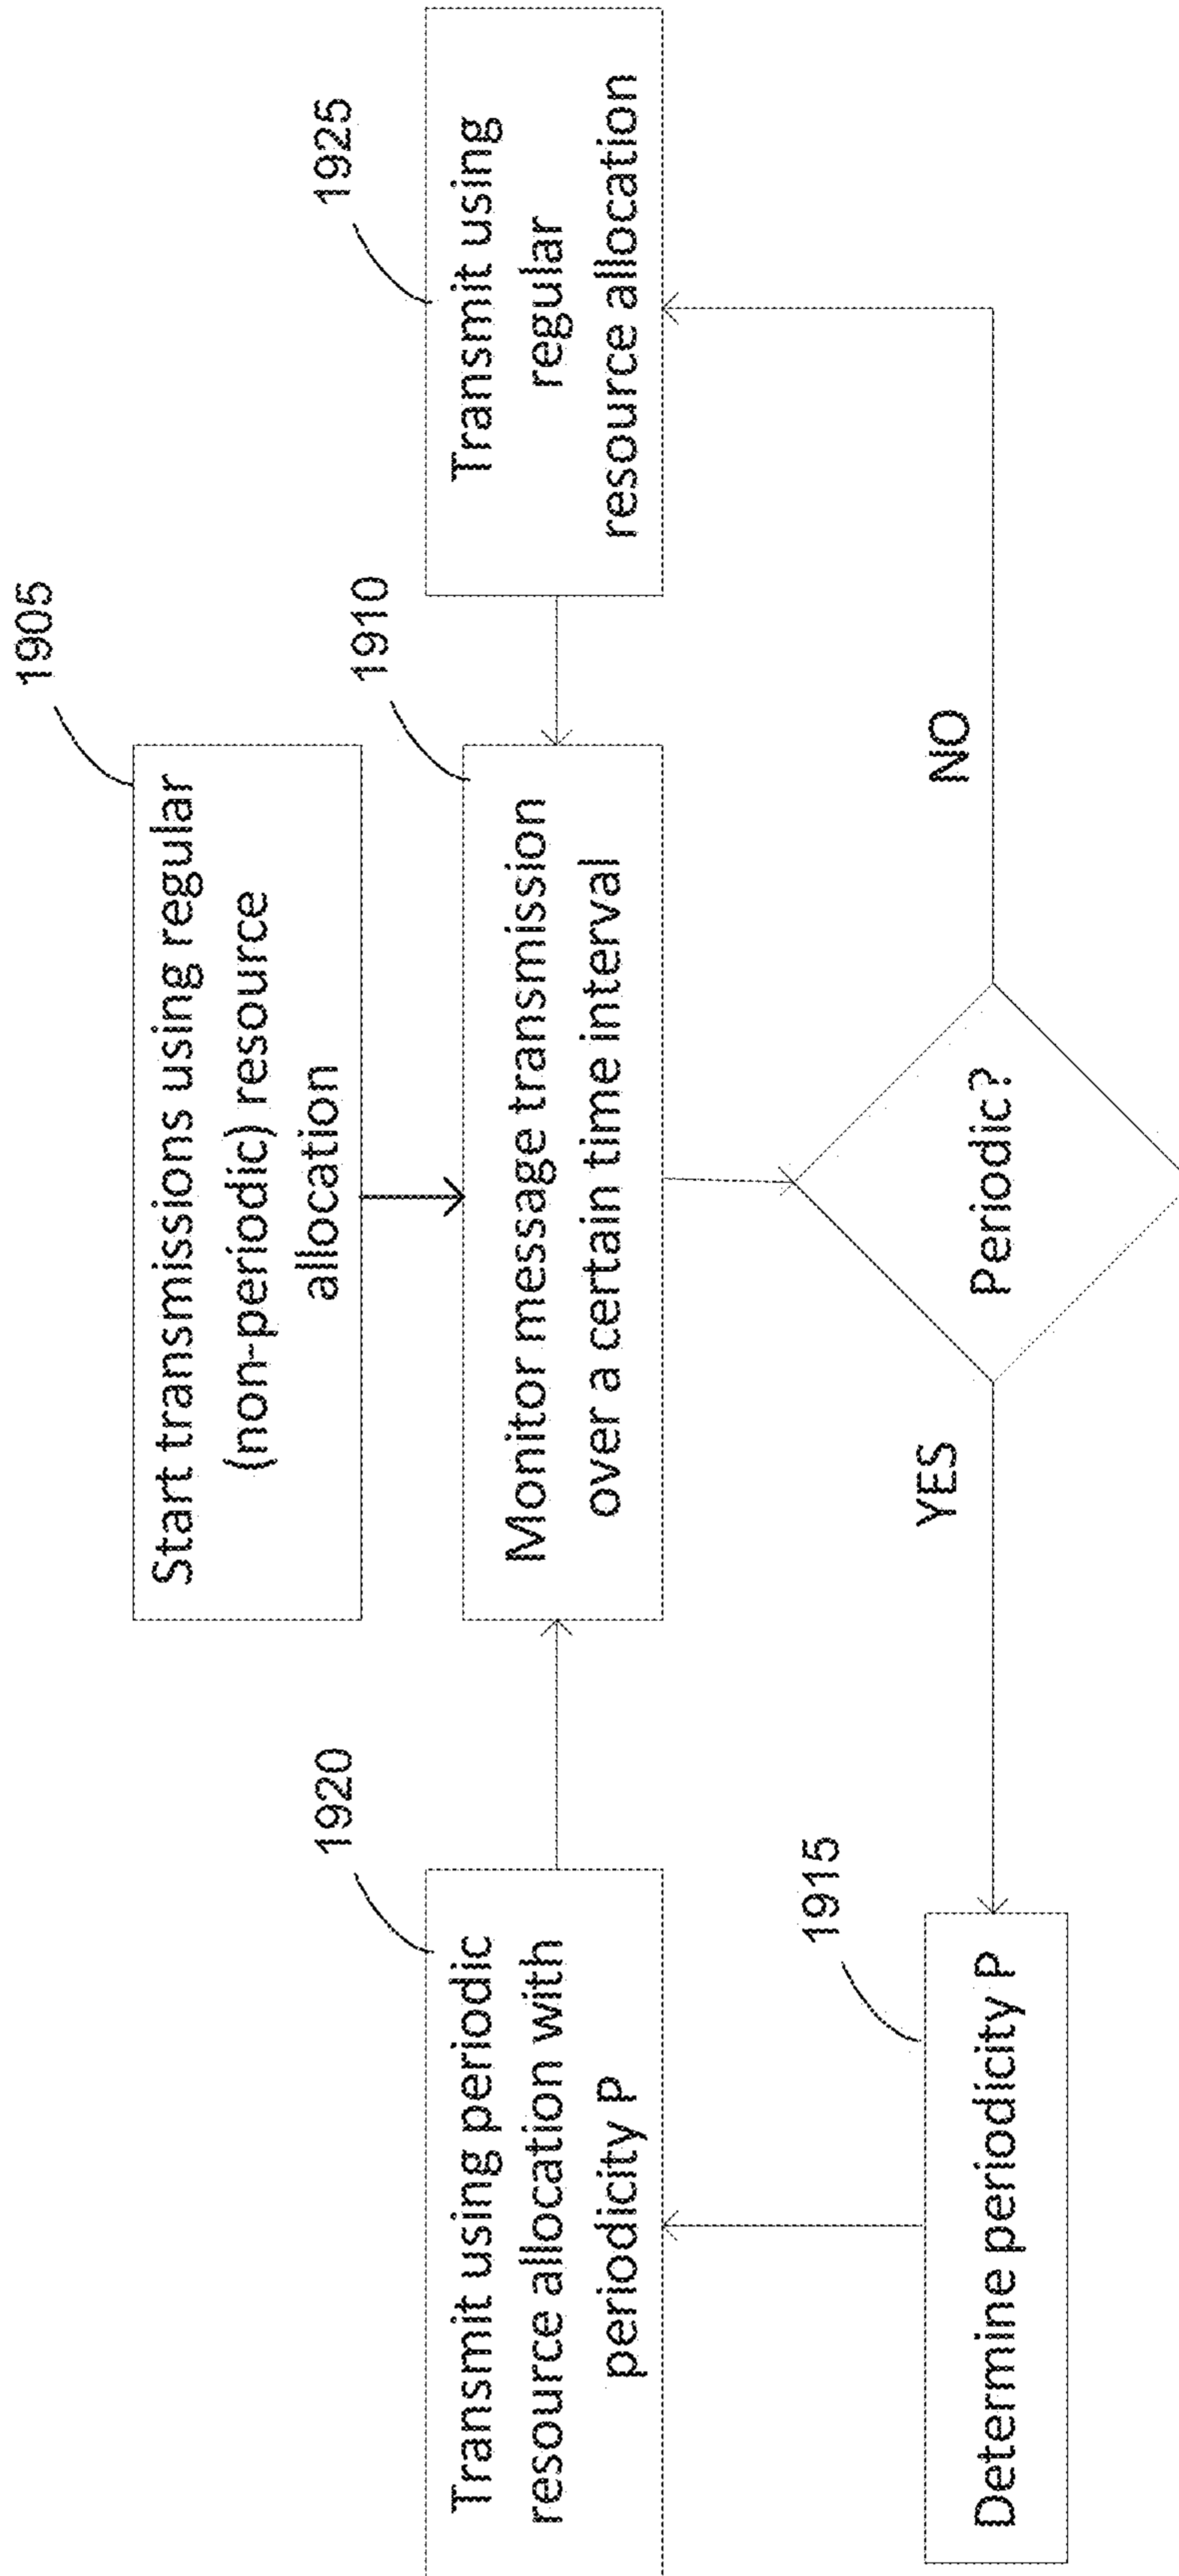 1905
Start transmissions using regular
(non-periodic) resource
allocation
1920
Transmit using periodic
resource allocation with
periodicity P
1910
Monitor message transmission
over a certain time interval
1925
Transmit using
regular
resource allocation
1915
Determine periodicity P
YES
Periodic?
NO